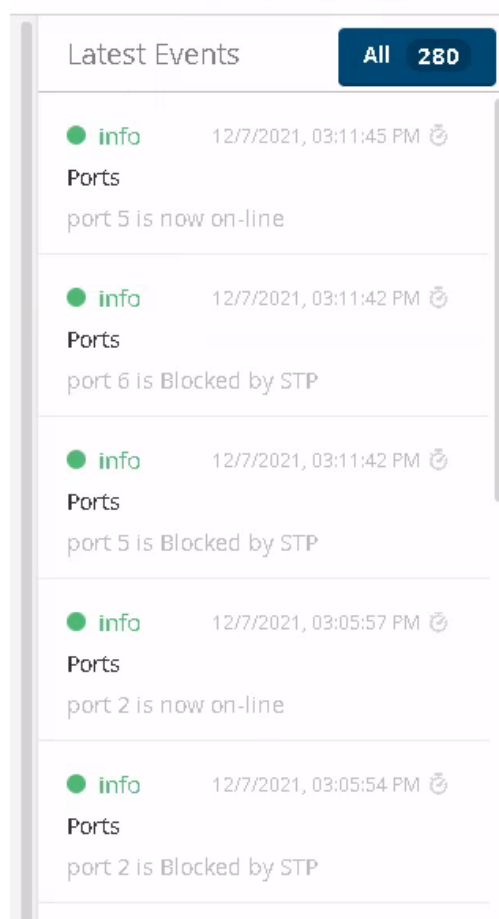 Latest Events
All 280
info 12/7/2021, 03:11:45 PM
Ports
port 5 is now on-line
info 12/7/2021, 03:11:42 PM
Ports
port 6 is Blocked by STP
info 12/7/2021, 03:11:42 PM
Ports
port 5 is Blocked by STP
info 12/7/2021, 03:05:57 PM
Ports
port 2 is now on-line
info 12/7/2021, 03:05:54 PM
Ports
port 2 is Blocked by STP